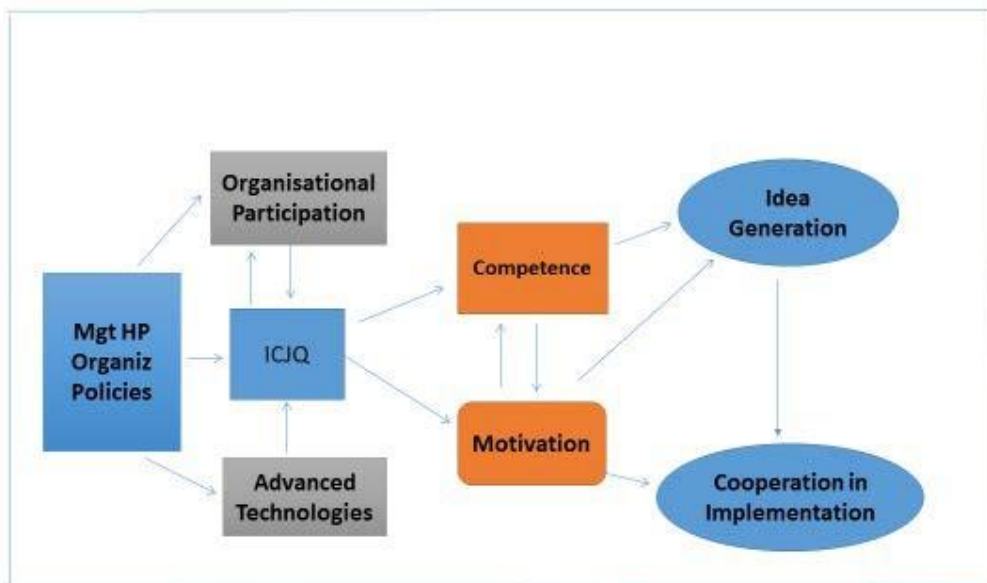 Organisational
Participation
Idea
Generation
Competence
Mgt HP
Organiz
Policies
ICJQ
Motivation
Advanced
Technologies
Cooperation in
Implementation